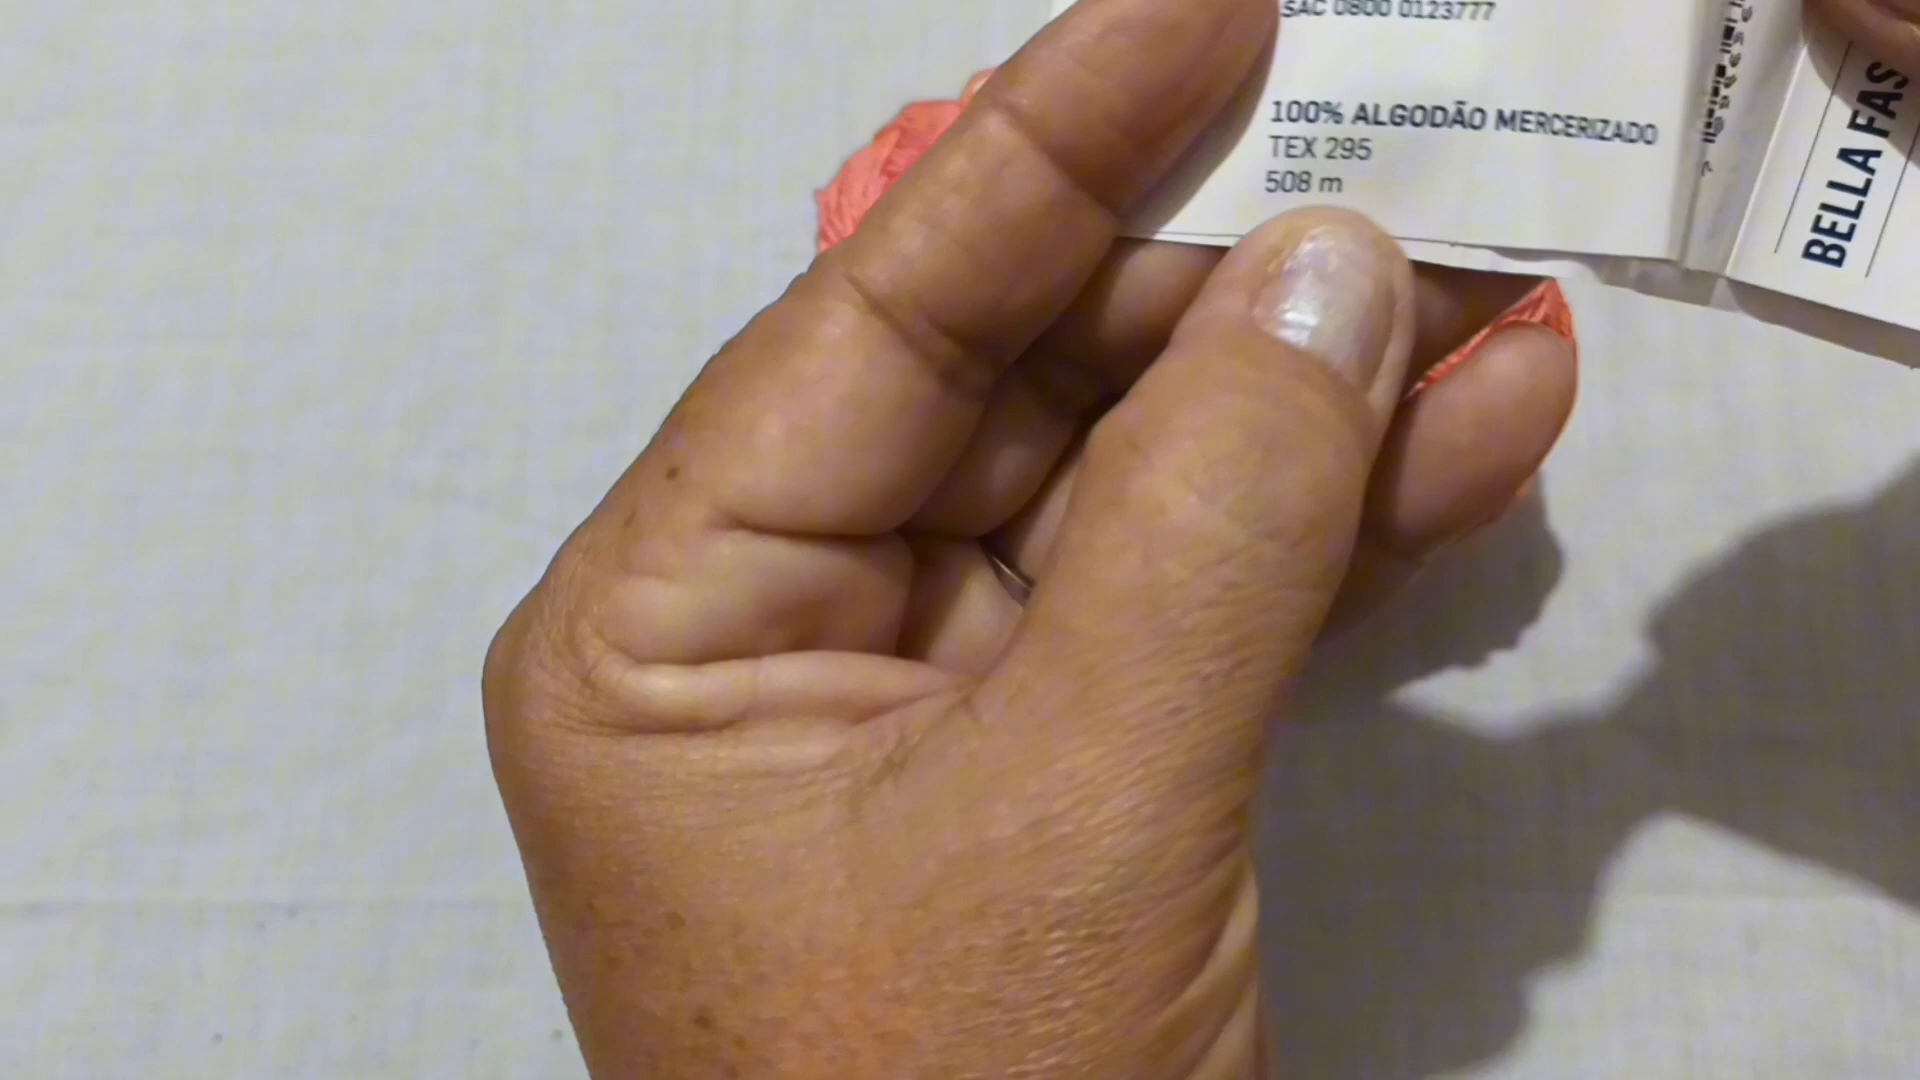 SAC 0800 0123777
100% ALGODÃO MERCERIZADO
TEX 295
508 m
BELLA FAS